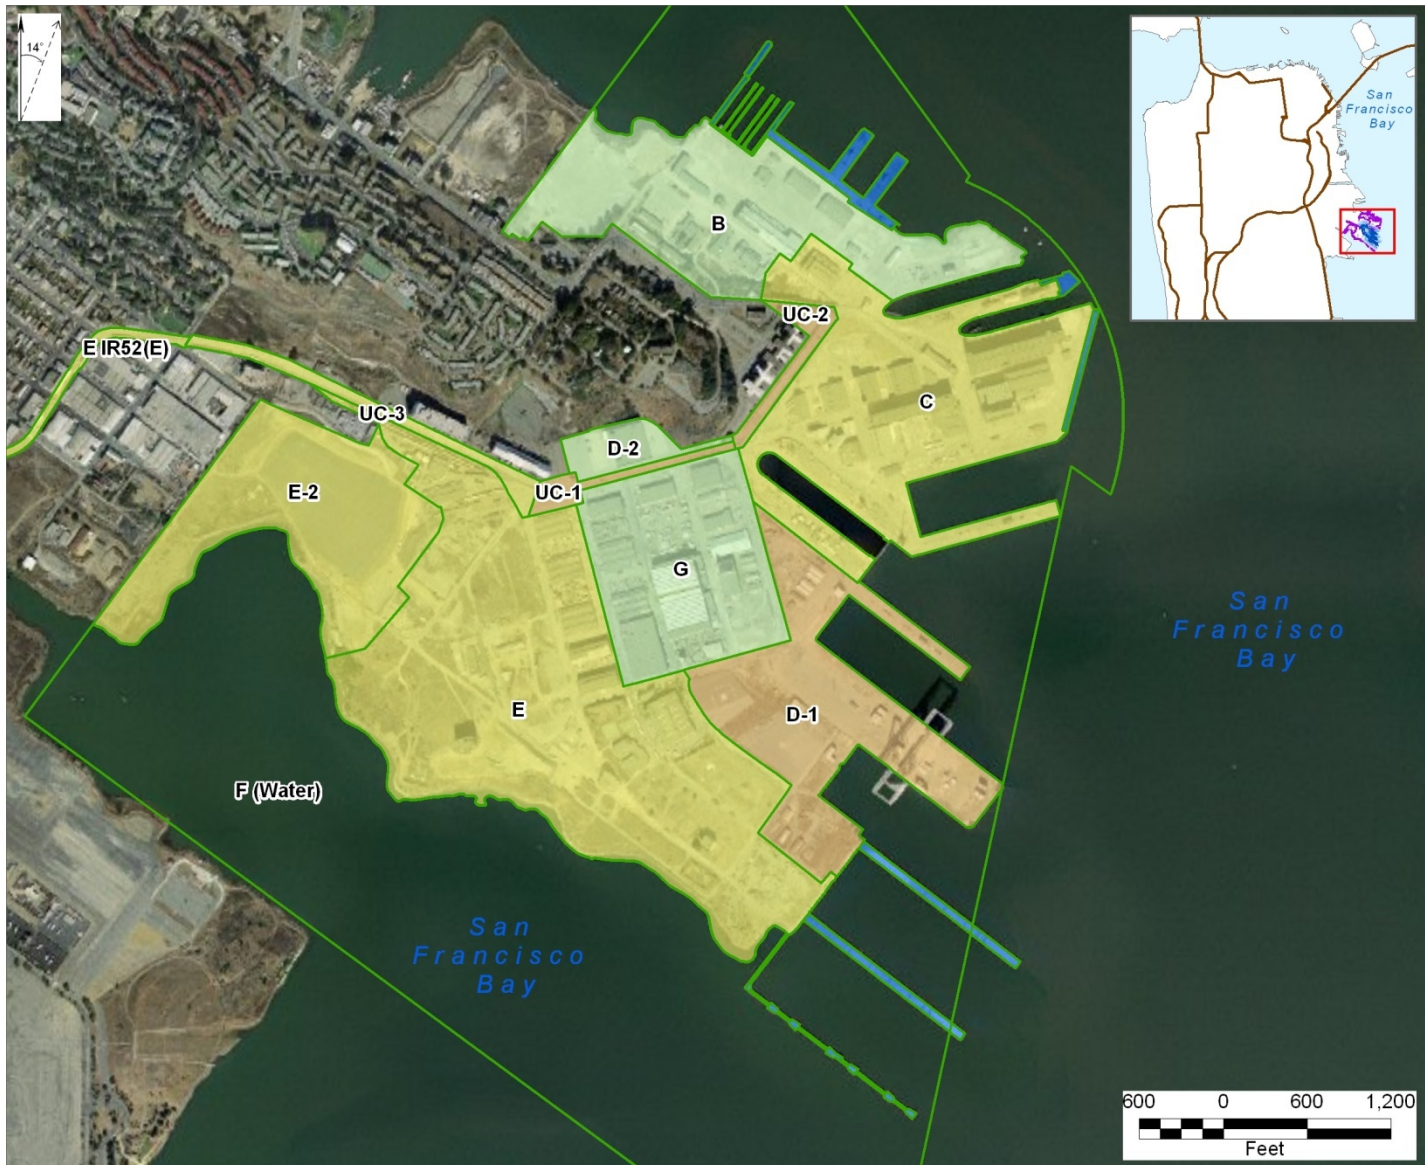 14°
San
Francisco
Bay
B
UC-2
E IR52(E)
C
UC-3
D-2
E-2
UC-1
G
San
Francisco
Bay
E
D-1
F (Water)
San
Francisco
Bay
600 0 600 1,200
Feet